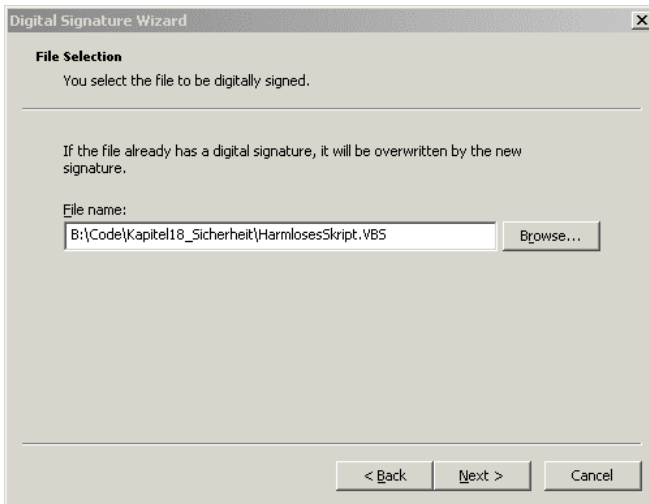 Digital Signature Wizard
File Selection
You select the file to be digitally signed.
If the file already has a digital signature, it will be overwritten by the new
signature.
File name:
B:\Code\Kapitel18_Sicherheit\HarmlosesSkript.VBS
Browse...
< Back
Next >
Cancel